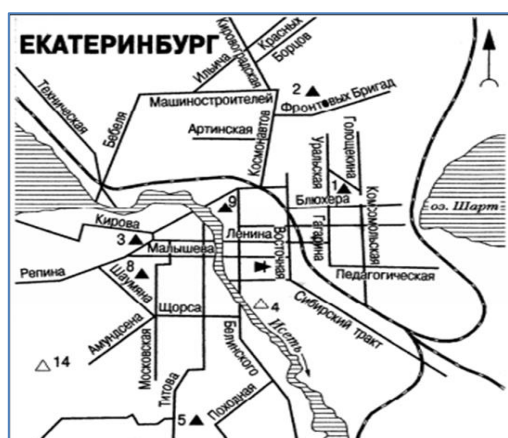 ЕКАТЕРИНБУРГ
Кировоградская
Красных
Борцов
Ильича
2
Фронтовых Бригад
Техническая
Бебеля
Машиностроителей
Артинская
Космонавтов
Уральская
Голощекина
1
Комсомольская
9
Блюхера
оз. Шарт
Кирова
3
Ленина
Гагарина
Малышена
Восточная
Репина
8
Шаумяна
Педагогическая
4
Щорса
Исеть
Сибирский тракт
Амундсена
Белинского
14
Московская
Титова
Походная
5